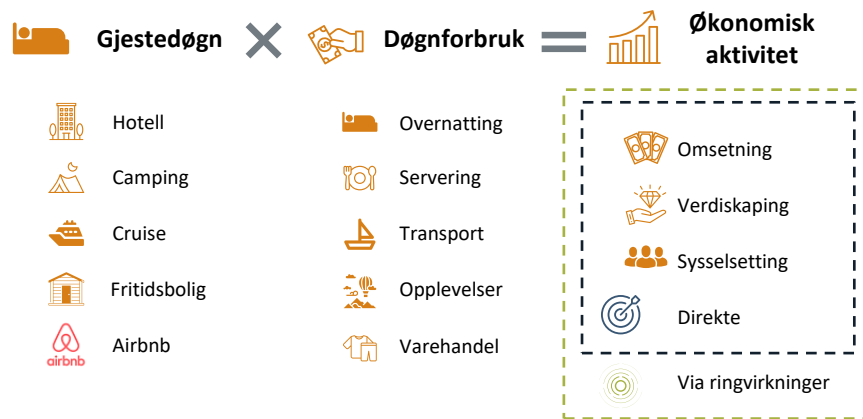 Gjestedøgn
Døgnforbruk
Økonomisk
aktivitet
Hotell
Camping
Cruise
Fritidsbolig
airbnb
Airbnb
Overnatting
Servering
Transport
Opplevelser
Varehandel
Omsetning
Verdiskaping
Sysselsetting
Direkte
Via ringvirkninger